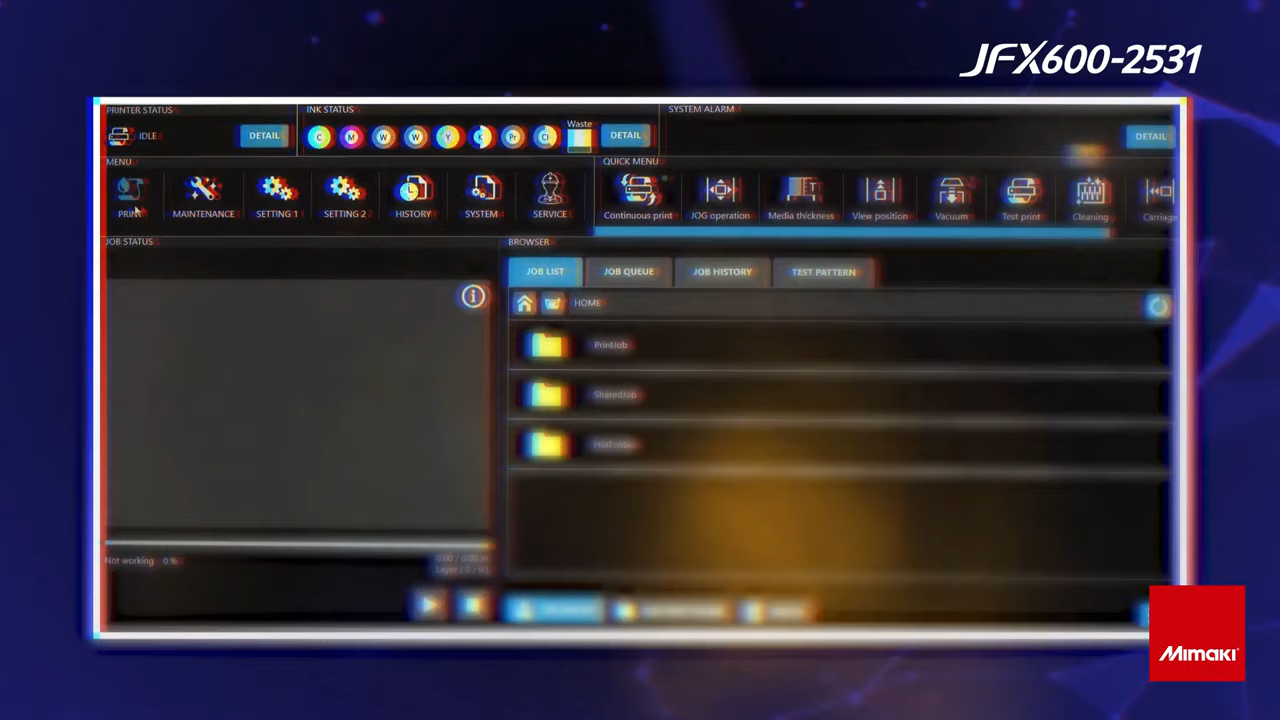 JFX600-2531
PRINTER STATUS
IDLE
DETAIL
INK STATUS
C M W W Y K Pr Cl
Waste
DETAIL
SYSTEM ALARM
DETAIL
MENU
PRINT
MAINTENANCE
SETTING 1
SETTING 2
HISTORY
SYSTEM
SERVICE
QUICK MENU
Continuous print
JOG operation
Media thickness
View position
Vacuum
Test print
Cleaning
Carriage
JOB STATUS
Not working 0 %
BROWSER
JOB LIST
JOB QUEUE
JOB HISTORY
TEST PATTERN
HOME
PrintJob
SharedJob
HotFolder
Mimaki